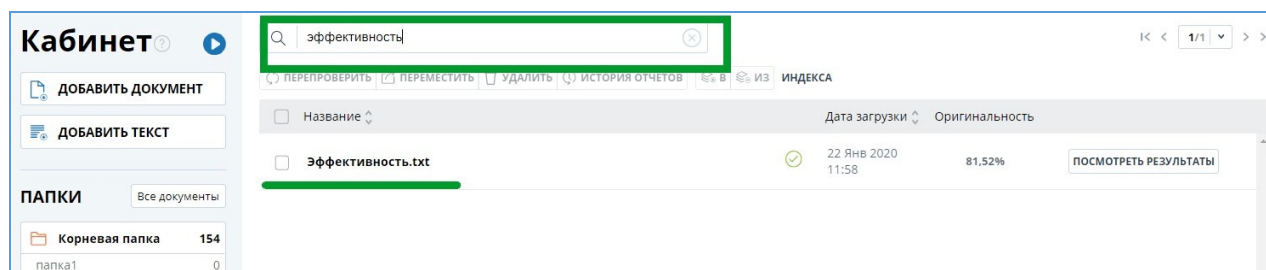 Кабинет
эффективность
1/1
ДОБАВИТЬ ДОКУМЕНТ
ПЕРЕПРОВЕРИТЬ ПЕРЕМЕСТИТЬ УДАЛИТЬ ИСТОРИЯ ОТЧЕТОВ В ИЗ ИНДЕКСА
Название Дата загрузки Оригинальность
ДОБАВИТЬ ТЕКСТ
Эффективность.txt 22 Янв 2020 81,52% ПОСМОТРЕТЬ РЕЗУЛЬТАТЫ
11:58
ПАПКИ Все документы
Корневая папка 154
папка1 0